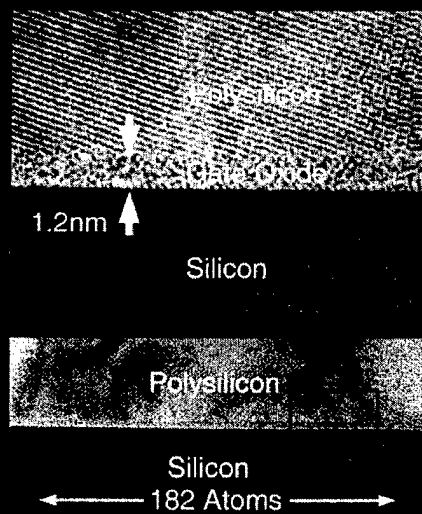 Polysilicon
Gate Oxide
1.2nm
Silicon
Polysilicon
Silicon
182 Atoms